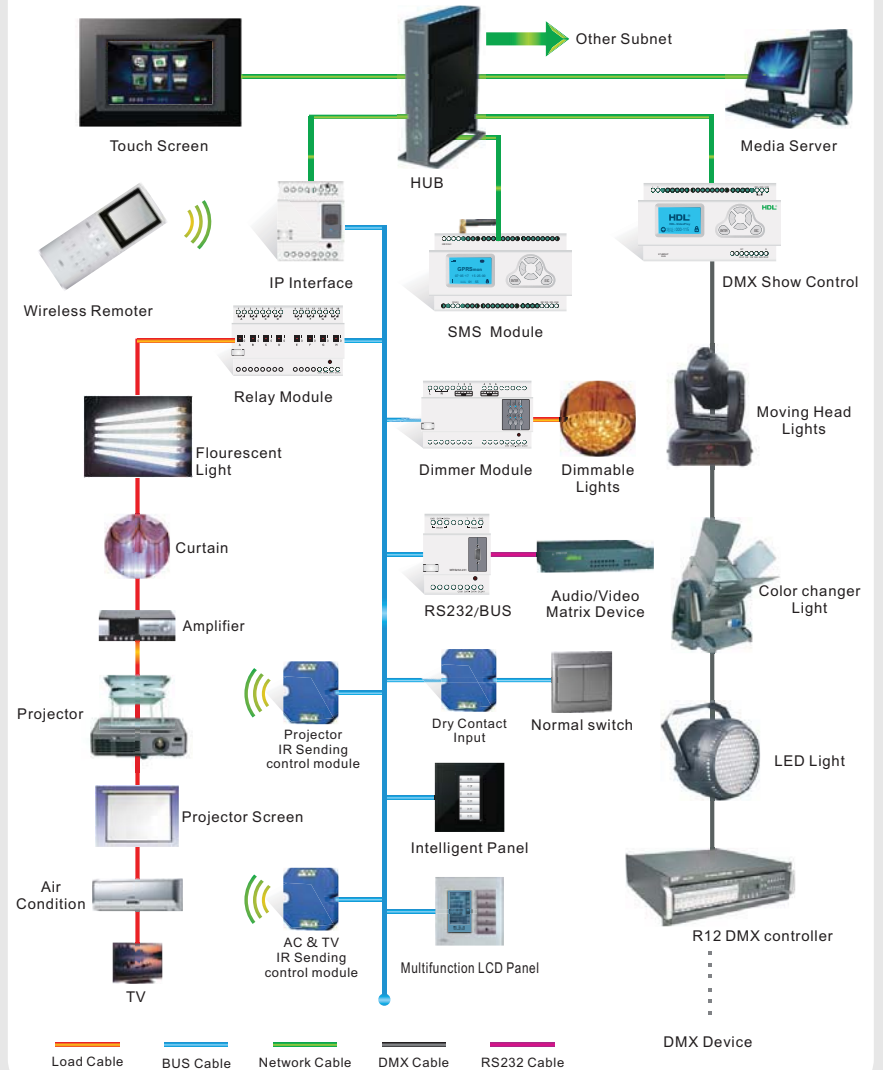 Other Subnet
Touch Screen
HUB
Media Server
HDL
IP Interface
Wireless Remoter
SMS Module
DMX Show Control
Relay Module
Flourescent
Light
Dimmer Module
Dimmable
Lights
Moving Head
Lights
Curtain
RS232/BUS
Audio/Video
Matrix Device
Color changer
Light
Amplifier
Projector
Projector
IR Sending
control module
Dry Contact
Input
Normal switch
LED Light
Projector Screen
Intelligent Panel
Air
Condition
AC & TV
IR Sending
control module
Multifunction LCD Panel
R12 DMX controller
TV
DMX Device
Load Cable
BUS Cable
Network Cable
DMX Cable
RS232 Cable